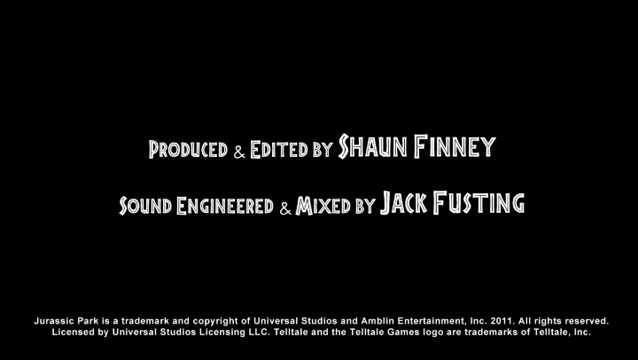 Produced & Edited by Shaun Finney
Sound Engineered & Mixed by Jack Fusting
Jurassic Park is a trademark and copyright of Universal Studios and Amblin Entertainment, Inc. 2011. All rights reserved.
Licensed by Universal Studios Licensing LLC. Telltale and the Telltale Games logo are trademarks of Telltale, Inc.